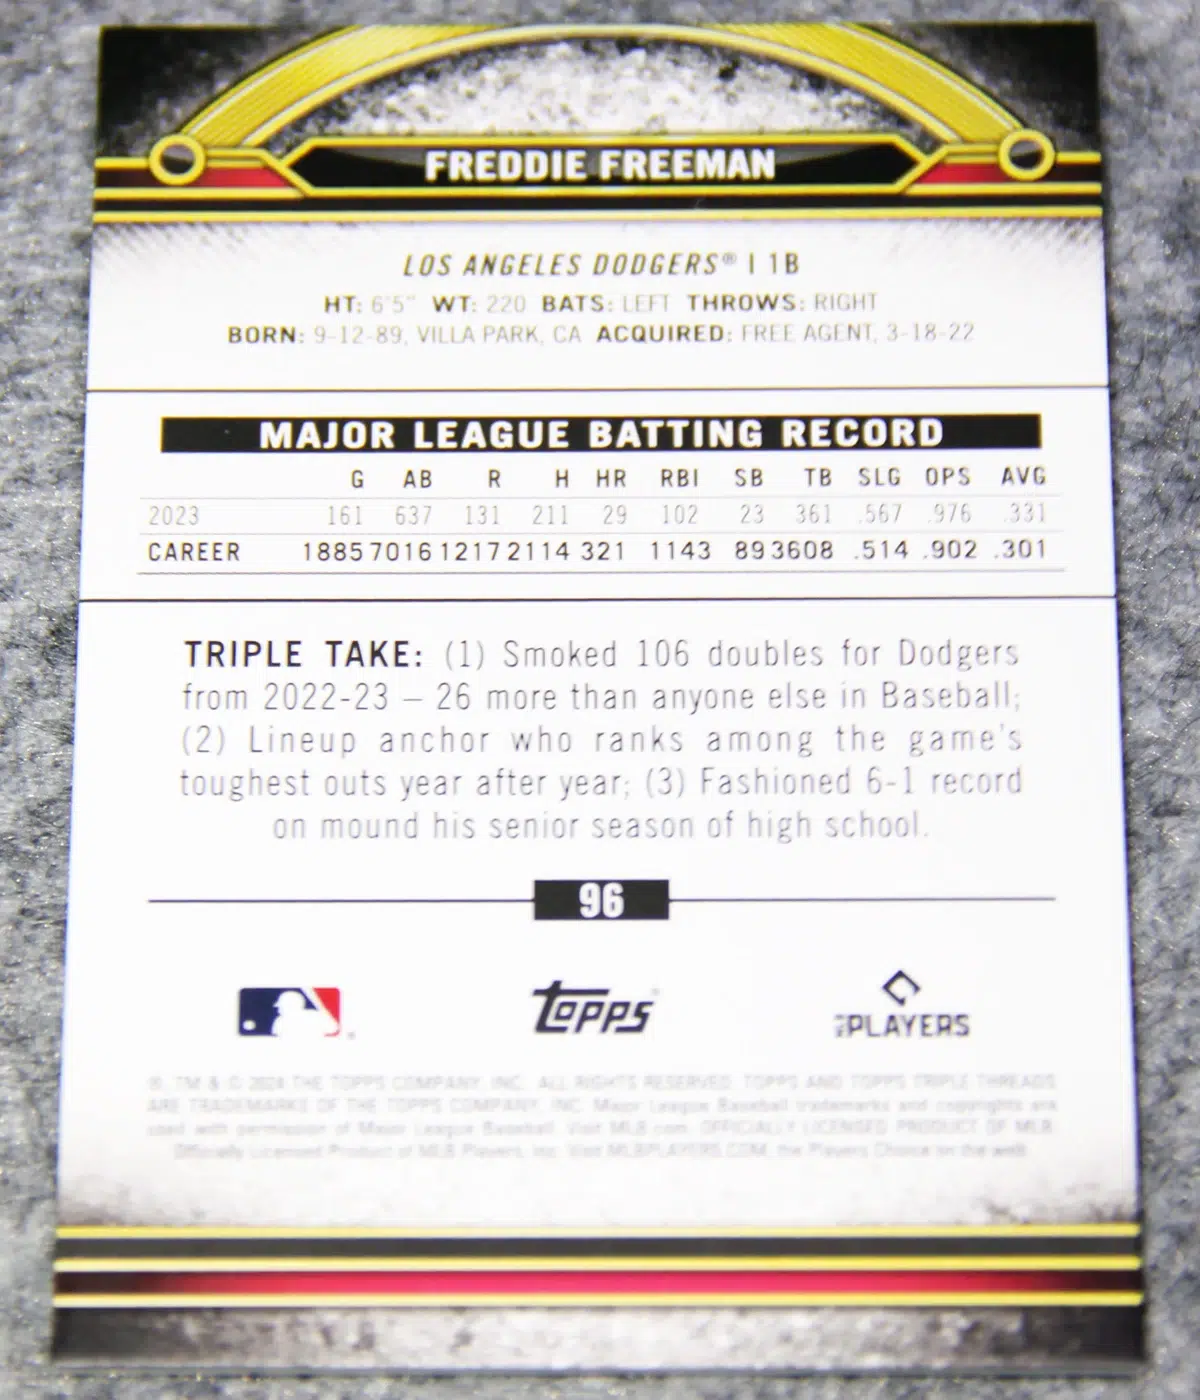 FREDDIE FREEMAN
LOS ANGELES DODGERS® | 1B
HT: 6'5" WT: 220 BATS: LEFT THROWS: RIGHT
BORN: 9-12-89, VILLA PARK, CA ACQUIRED: FREE AGENT, 3-18-22
MAJOR LEAGUE BATTING RECORD
G AB R H HR RBI SB TB SLG OPS AVG
2023 161 637 131 211 29 102 23 361 .567 .976 .331
CAREER 1885 7016 1217 2114 321 1143 89 3608 .514 .902 .301
TRIPLE TAKE: (1) Smoked 106 doubles for Dodgers
from 2022-23 – 26 more than anyone else in Baseball;
(2) Lineup anchor who ranks among the game's
toughest outs year after year; (3) Fashioned 6-1 record
on mound his senior season of high school.
96
Topps
PLAYERS
®, TM & © 2024 THE TOPPS COMPANY, INC. ALL RIGHTS RESERVED. TOPPS AND TOPPS TRIPLE THREADS
ARE TRADEMARKS OF THE TOPPS COMPANY, INC. Major League Baseball trademarks and copyrights are
used with permission of Major League Baseball. Visit MLB.com. OFFICIALLY LICENSED PRODUCT OF MLB
Officially Licensed Product of MLB Players, Inc. Visit MLBPLAYERS.COM, the Players Choice on the web.